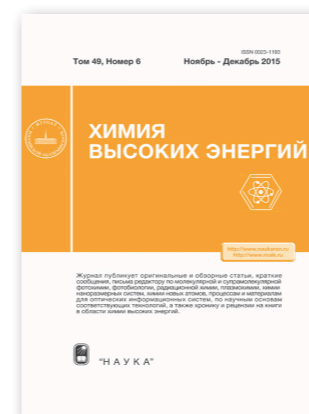 ISSN 0023-1193
Том 49, Номер 6 Ноябрь - Декабрь 2015
ХИМИЯ
ВЫСОКИХ ЭНЕРГИЙ
http://www.naukaran.ru
http://www.maik.ru
Журнал публикует оригинальные и обзорные статьи, краткие
сообщения, письма редактору по молекулярной и супрамолекулярной
фотохимии, фотобиологии, радиационной химии, плазмохимии, химии
наноразмерных систем, химии новых атомов, процессам и материалам
для оптических информационных систем, по научным основам
соответствующих технологий, а также хронику и рецензии на книги
в области химии высоких энергий.
"НАУКА"